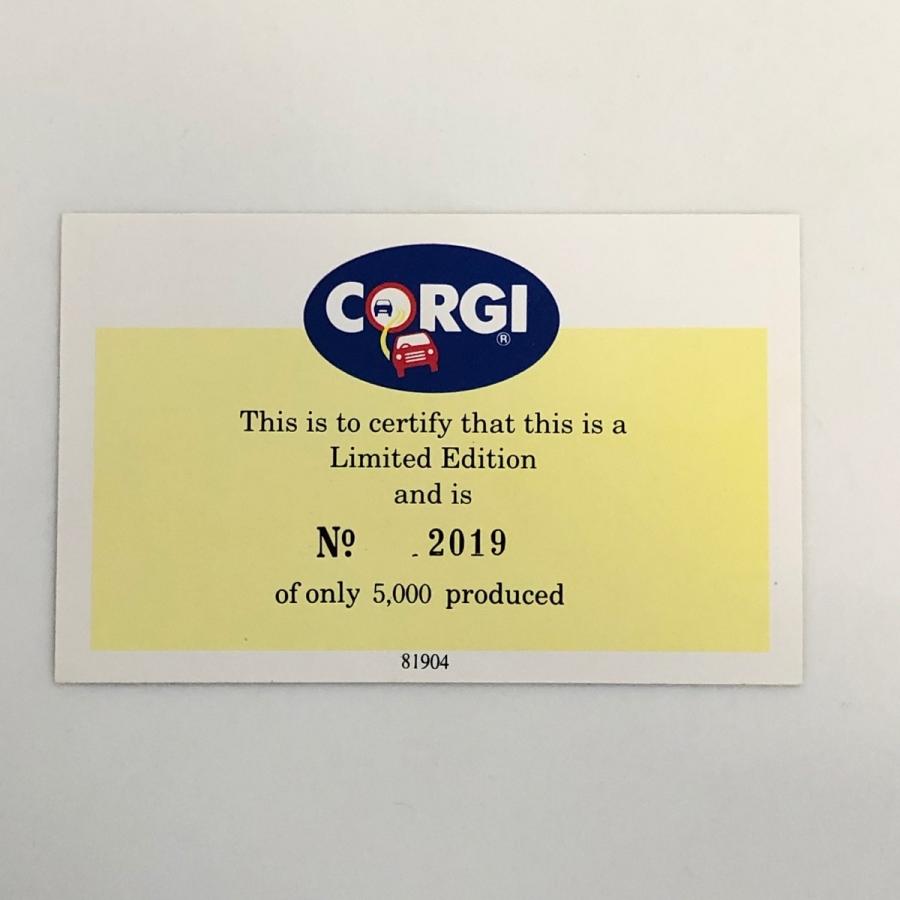 CORGI
®
This is to certify that this is a
Limited Edition
and is
Nº 2019
of only 5,000 produced
81904